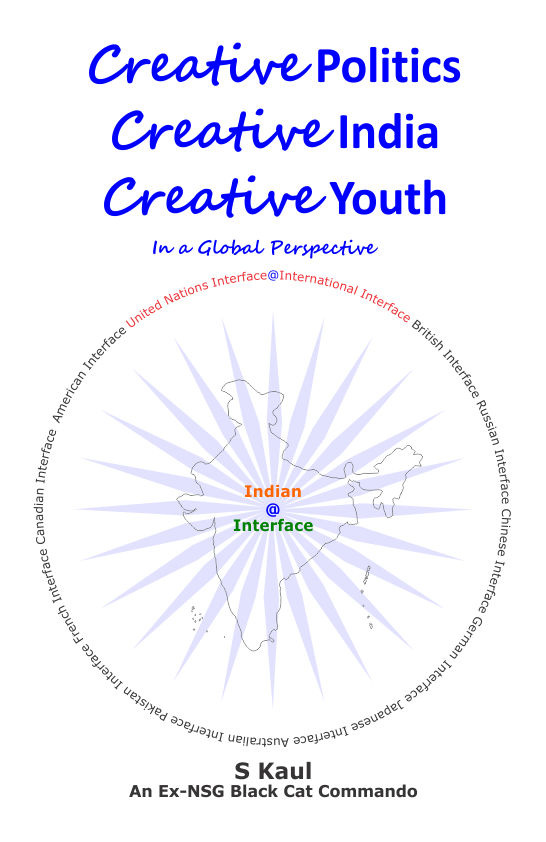 Creative Politics
Creative India
Creative Youth
In a Global Perspective
United Nations Interface@International Interface British Interface Russian Interface Chinese Interface German Interface Japanese Interface Australian Interface Pakistan Interface French Interface Canadian Interface American Interface
Indian
@
Interface
S Kaul
An Ex-NSG Black Cat Commando